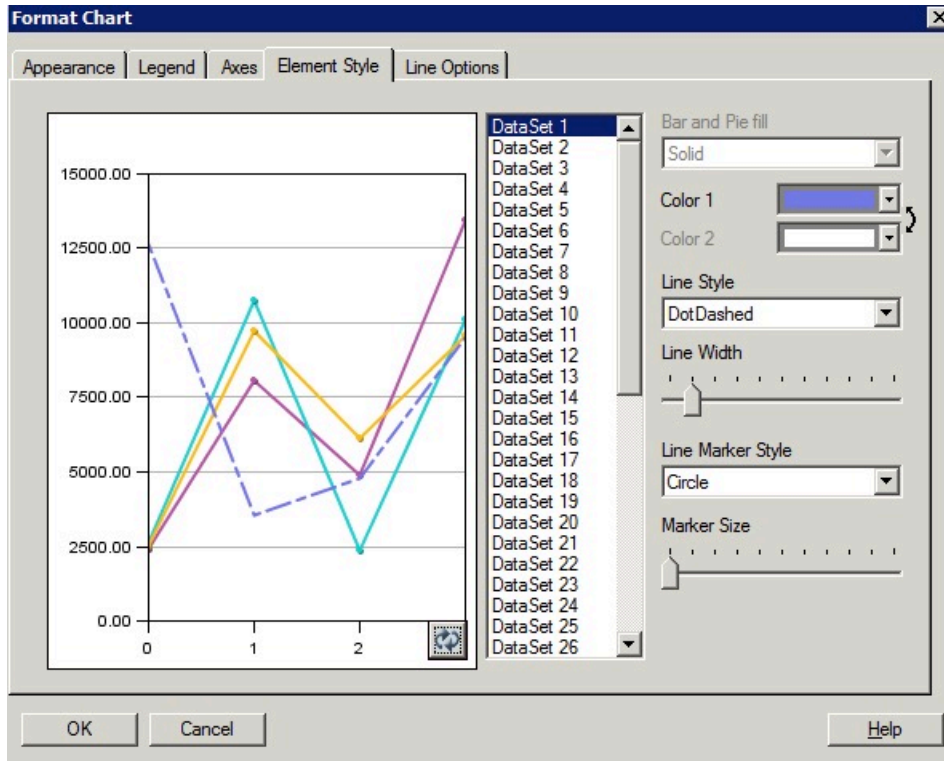 Format Chart
Appearance Legend Axes Element Style Line Options
15000.00
12500.00
10000.00
7500.00
5000.00
2500.00
0.00
0 1 2
DataSet 1
DataSet 2
DataSet 3
DataSet 4
DataSet 5
DataSet 6
DataSet 7
DataSet 8
DataSet 9
DataSet 10
DataSet 11
DataSet 12
DataSet 13
DataSet 14
DataSet 15
DataSet 16
DataSet 17
DataSet 18
DataSet 19
DataSet 20
DataSet 21
DataSet 22
DataSet 23
DataSet 24
DataSet 25
DataSet 26
Bar and Pie fill
Solid
Color 1
Color 2
Line Style
DotDashed
Line Width
Line Marker Style
Circle
Marker Size
OK Cancel Help